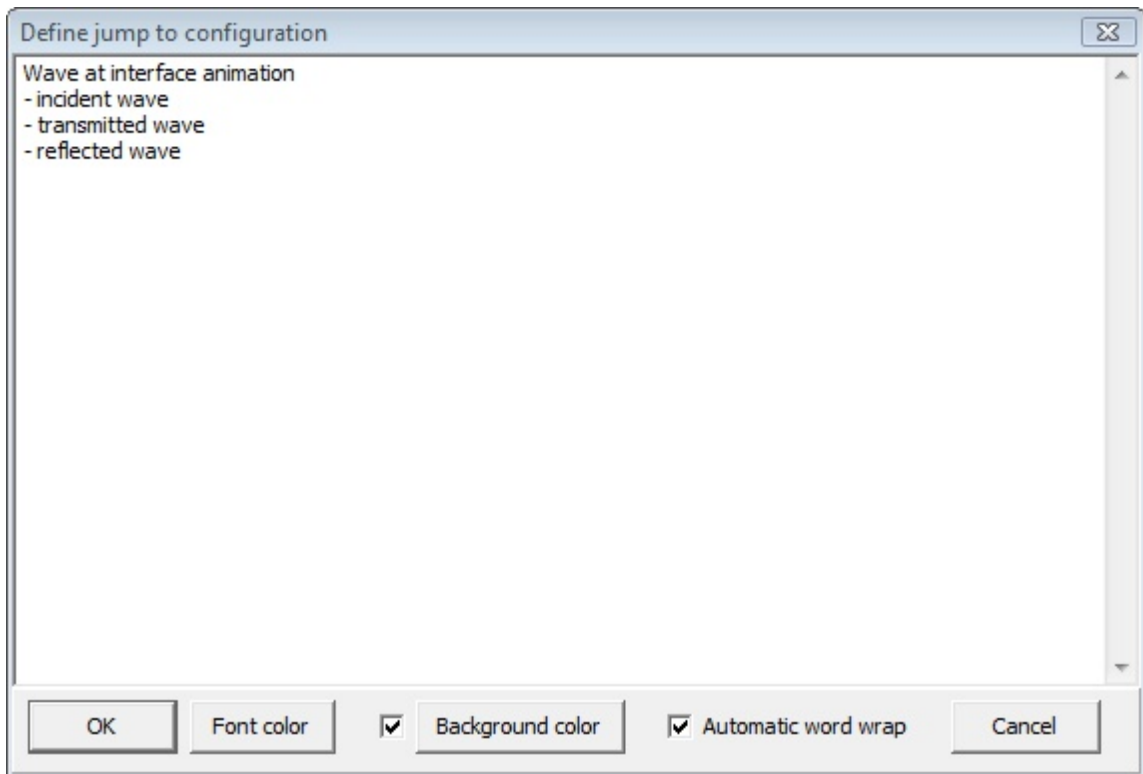 Define jump to configuration
Wave at interface animation
- incident wave
- transmitted wave
- reflected wave
OK Font color Background color Automatic word wrap Cancel